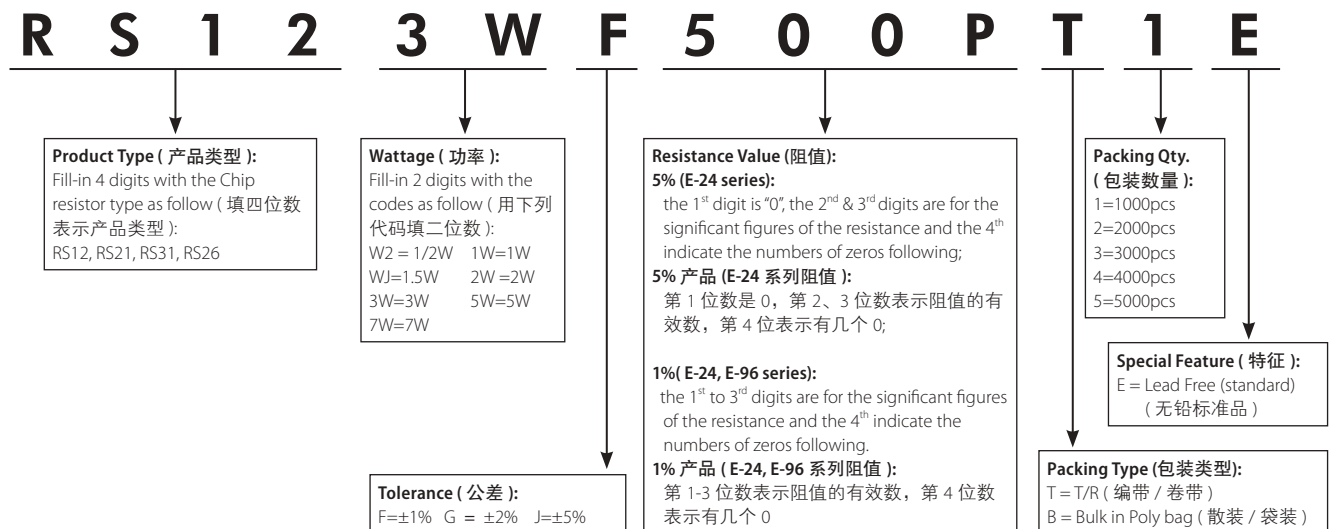 R S 1 2 3 W F 5 0 0 P T 1 E
Product Type ( 产品类型 ):
Fill-in 4 digits with the Chip
resistor type as follow ( 填四位数
表示产品类型 ):
RS12, RS21, RS31, RS26
Wattage ( 功率 ):
Fill-in 2 digits with the
codes as follow ( 用下列
代码填二位数 ):
W2 = 1/2W 1W=1W
WJ=1.5W 2W =2W
3W=3W 5W=5W
7W=7W
Tolerance ( 公差 ):
F=±1% G = ±2% J=±5%
Resistance Value (阻值):
5% (E-24 series):
the 1st digit is “0”, the 2nd & 3rd digits are for the
significant figures of the resistance and the 4th
indicate the numbers of zeros following;
5% 产品 (E-24 系列阻值 ):
第 1 位数是 0，第 2、3 位数表示阻值的有
效数，第 4 位表示有几个 0;
1%( E-24, E-96 series):
the 1st to 3rd digits are for the significant figures
of the resistance and the 4th indicate the
numbers of zeros following.
1% 产品 ( E-24, E-96 系列阻值 ):
第 1-3 位数表示阻值的有效数，第 4 位数
表示有几个 0
Packing Qty.
( 包装数量 ):
1=1000pcs
2=2000pcs
3=3000pcs
4=4000pcs
5=5000pcs
Special Feature ( 特征 ):
E = Lead Free (standard)
( 无铅标准品 )
Packing Type (包装类型):
T = T/R ( 编带 / 卷带 )
B = Bulk in Poly bag ( 散装 / 袋装 )